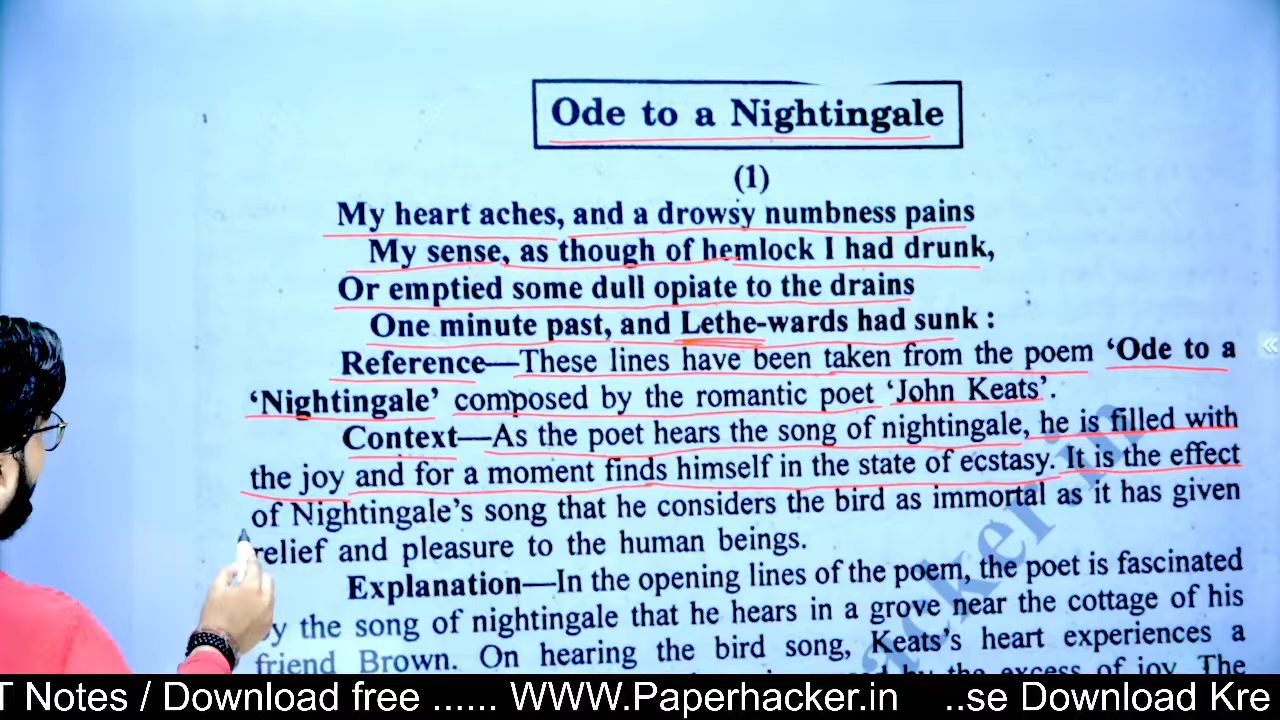 Ode to a Nightingale
(1)
My heart aches, and a drowsy numbness pains
My sense, as though of hemlock I had drunk,
Or emptied some dull opiate to the drains
One minute past, and Lethe-wards had sunk :
Reference—These lines have been taken from the poem ‘Ode to a
‘Nightingale’ composed by the romantic poet ‘John Keats’.
Context—As the poet hears the song of nightingale, he is filled with
the joy and for a moment finds himself in the state of ecstasy. It is the effect
of Nightingale’s song that he considers the bird as immortal as it has given
relief and pleasure to the human beings.
Explanation—In the opening lines of the poem, the poet is fascinated
y the song of nightingale that he hears in a grove near the cottage of his
friend Brown. On hearing the bird song, Keats’s heart experiences a
by the excess of joy. The
acker in
T Notes / Download free ...... WWW.Paperhacker.in ..se Download Kre